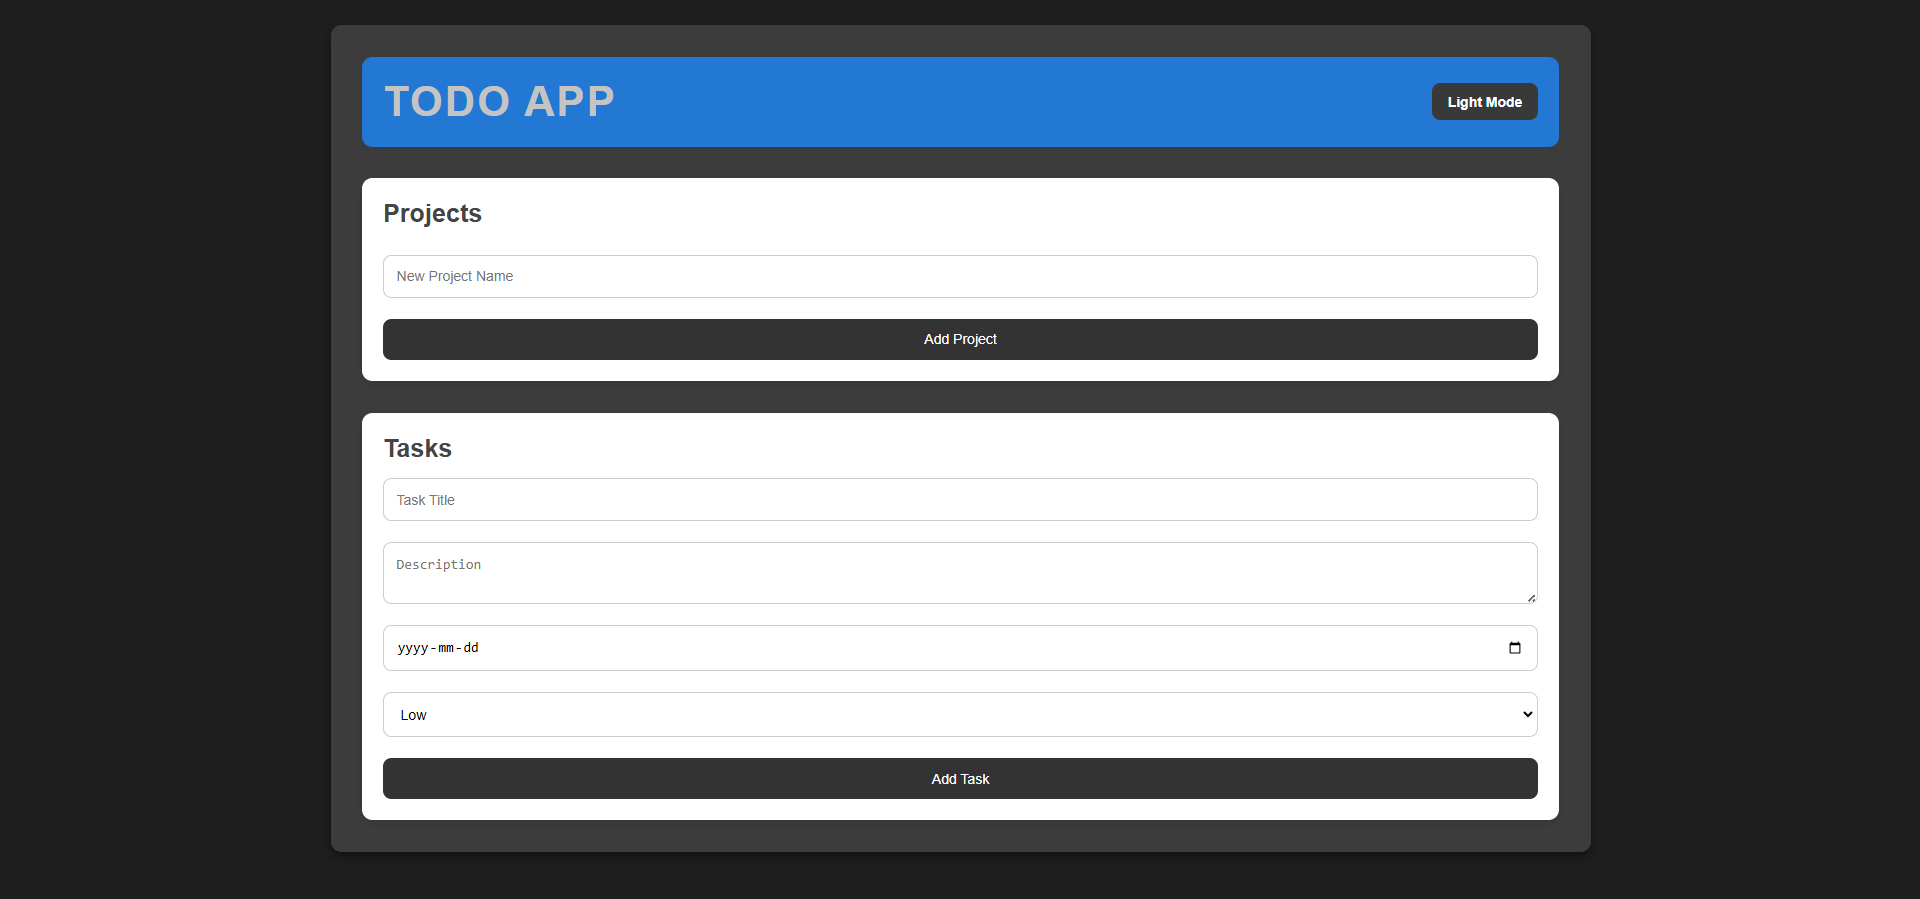 TODO APP
Light Mode
Projects
New Project Name
Add Project
Tasks
Task Title
Description
yyyy-mm-dd
Low
Add Task